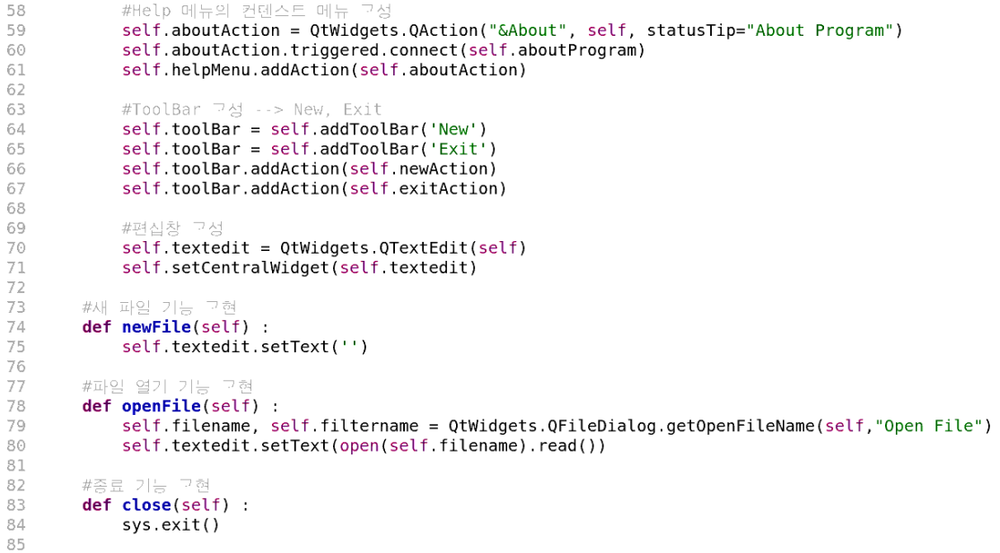 58 #Help 메뉴의 컨텐스트 메뉴 구성
59 self.aboutAction = QtWidgets.QAction("&About", self, statusTip="About Program")
60 self.aboutAction.triggered.connect(self.aboutProgram)
61 self.helpMenu.addAction(self.aboutAction)
62
63 #ToolBar 구성 --> New, Exit
64 self.toolBar = self.addToolBar('New')
65 self.toolBar = self.addToolBar('Exit')
66 self.toolBar.addAction(self.newAction)
67 self.toolBar.addAction(self.exitAction)
68
69 #편십창 구성
70 self.textedit = QtWidgets.QTextEdit(self)
71 self.setCentralWidget(self.textedit)
72
73 #새 파일 기능 구현
74 def newFile(self) :
75 self.textedit.setText('')
76
77 #파일 열기 기능 구현
78 def openFile(self) :
79 self.filename, self.filtername = QtWidgets.QFileDialog.getOpenFileName(self,"Open File")
80 self.textedit.setText(open(self.filename).read())
81
82 #종료 기능 구현
83 def close(self) :
84 sys.exit()
85